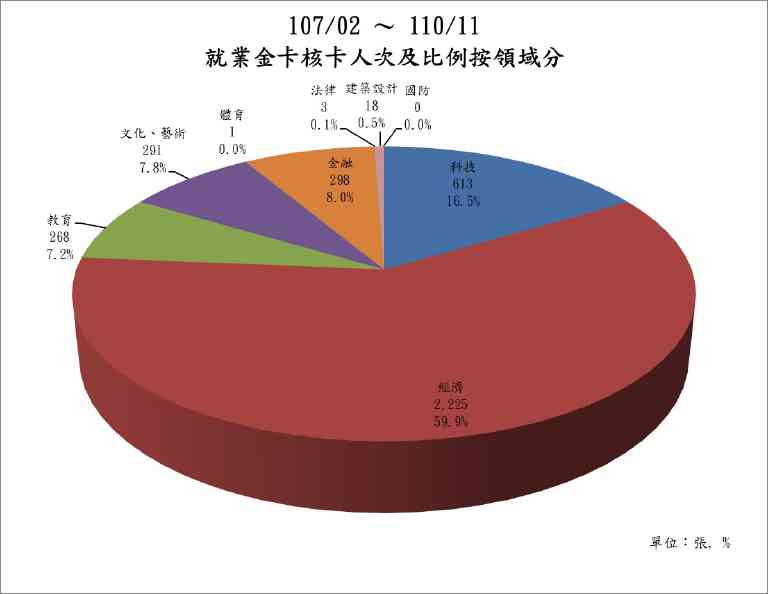 107/02 ～ 110/11
就業金卡核卡人次及比例按領域分
法律
3
0.1%
建築設計
18
0.5%
國防
0
0.0%
體育
1
0.0%
文化、藝術
291
7.8%
金融
298
8.0%
科技
613
16.5%
教育
268
7.2%
經濟
2,225
59.9%
單位：張, %